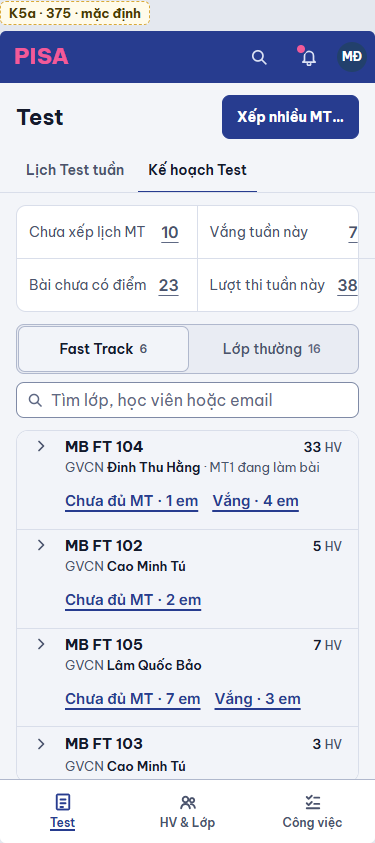 K5a · 375 · mặc định
PISA
MĐ
Test
Xếp nhiều MT...
Lịch Test tuần
Kế hoạch Test
Chưa xếp lịch MT 10
Vắng tuần này 7
Bài chưa có điểm 23
Lượt thi tuần này 38
Fast Track 6
Lớp thường 16
Tìm lớp, học viên hoặc email
MB FT 104 33 HV
GVCN Đinh Thu Hằng · MT1 đang làm bài
Chưa đủ MT · 1 em Vắng · 4 em
MB FT 102 5 HV
GVCN Cao Minh Tú
Chưa đủ MT · 2 em
MB FT 105 7 HV
GVCN Lâm Quốc Bảo
Chưa đủ MT · 7 em Vắng · 3 em
MB FT 103 3 HV
GVCN Cao Minh Tú
Test
HV & Lớp
Công việc